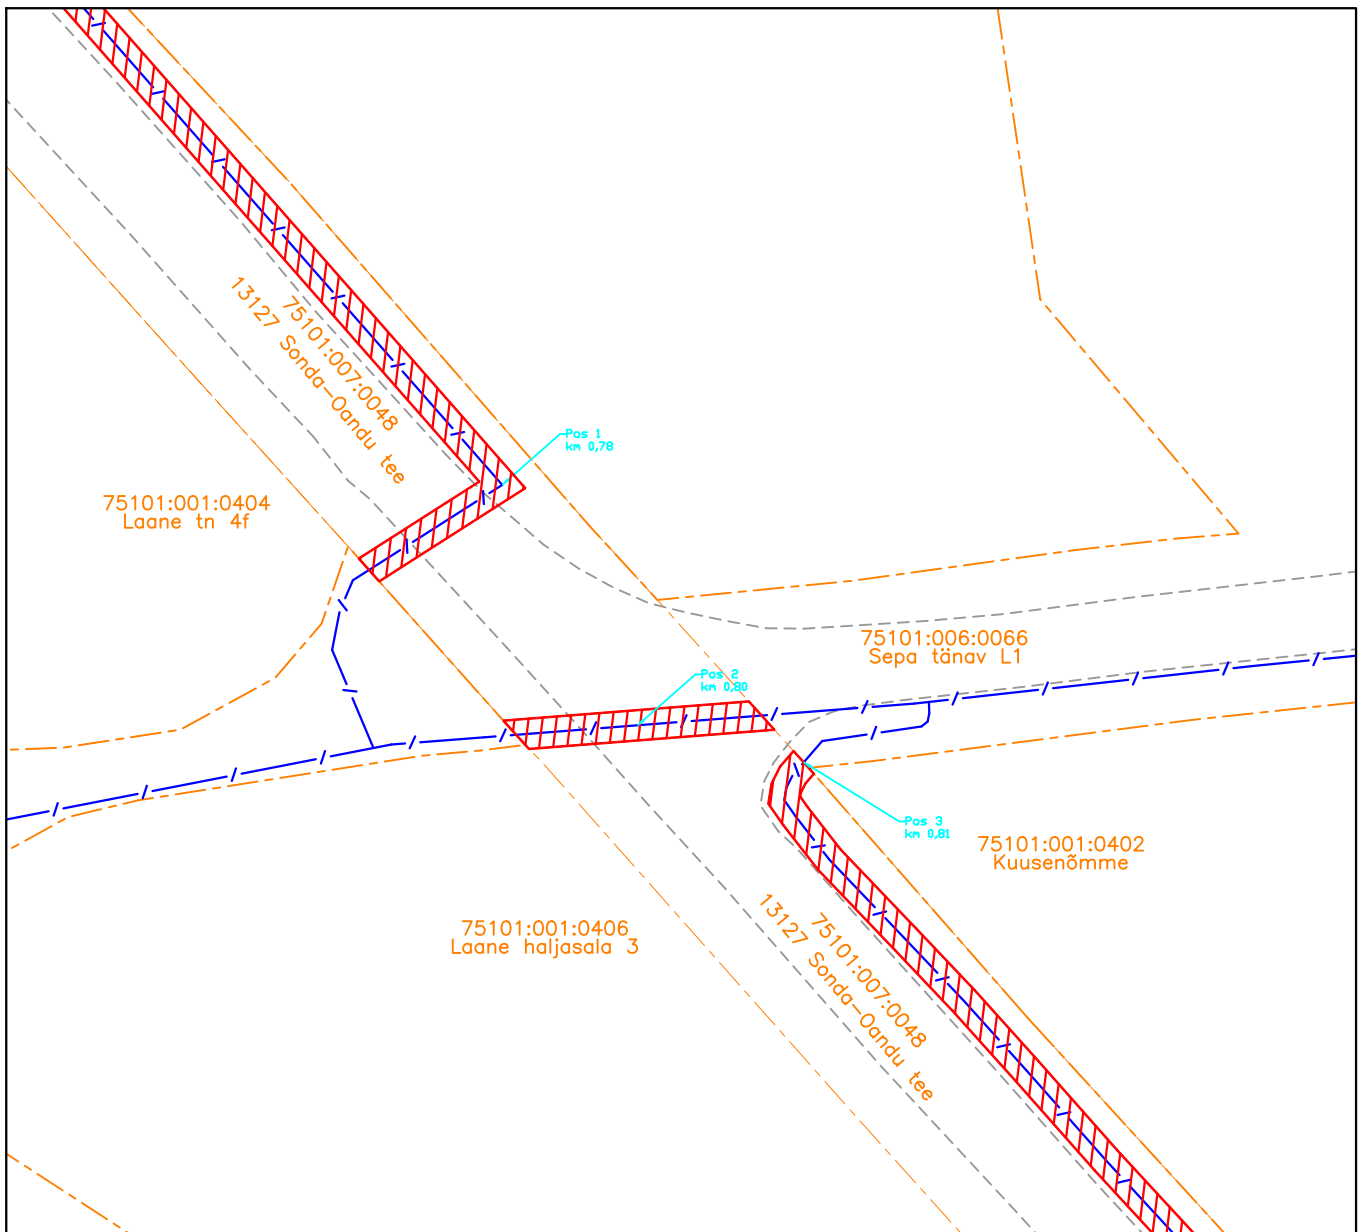 75101:007:0048
13127 Sonda-Oandu tee
Pos 1
km 0,78
75101:001:0404
Laane tn 4f
75101:006:0066
Sepa tänav L1
Pos 2
km 0,80
Pos 3
km 0,81
75101:001:0402
Kuusenõmme
75101:001:0406
Laane haljasala 3
75101:007:0048
13127 Sonda-Oandu tee